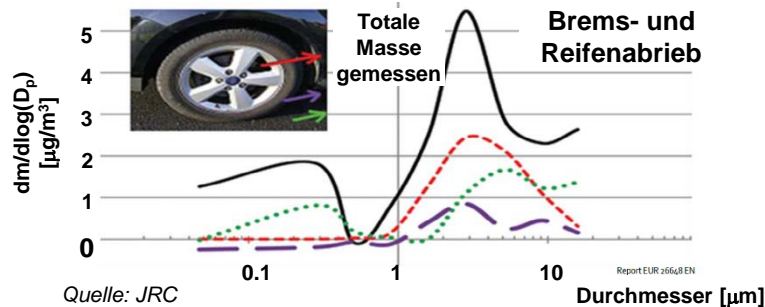 Totale
Masse
gemessen
Brems- und
Reifenabrieb
dm/dlog(Dₚ)
[µg/m³]
5
4
3
2
1
0
0.1
1
10
Report EUR 26648 EN
Quelle: JRC
Durchmesser [µm]